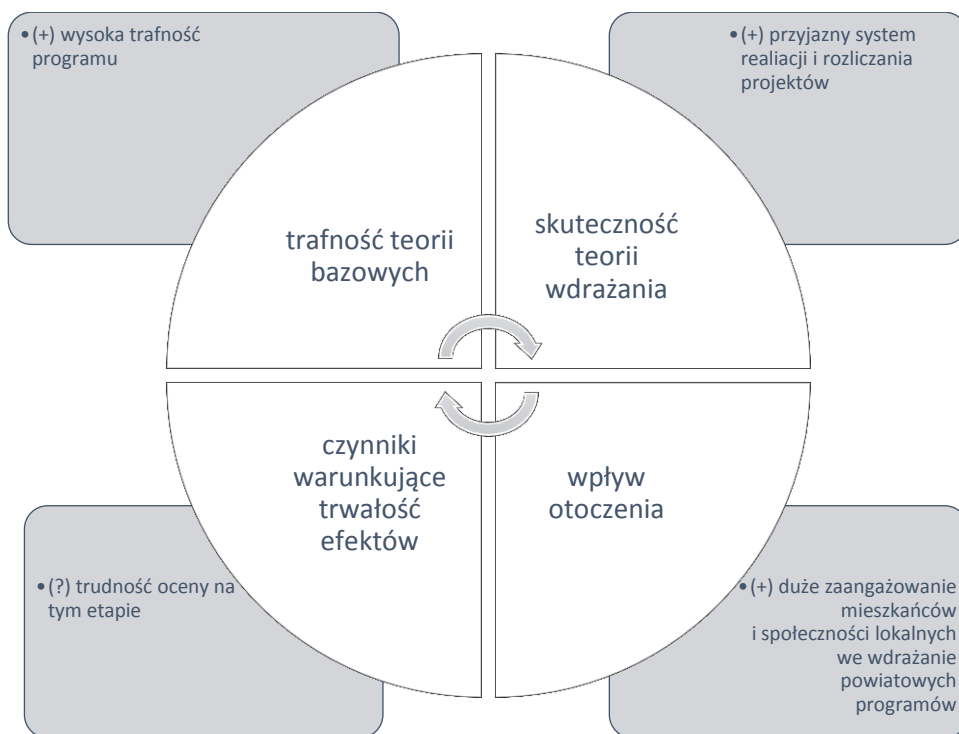 •(+) wysoka trafność
programu
•(+) przyjazny system
realiacji i rozliczania
projektów
trafność teorii
bazowych
skuteczność
teorii
wdrażania
czynniki
warunkujące
trwałość
efektów
wpływ
otoczenia
•(?) trudność oceny na
tym etapie
•(+) duże zaangażowanie
mieszkańców
i społeczności lokalnych
we wdrażanie
powiatowych
programów